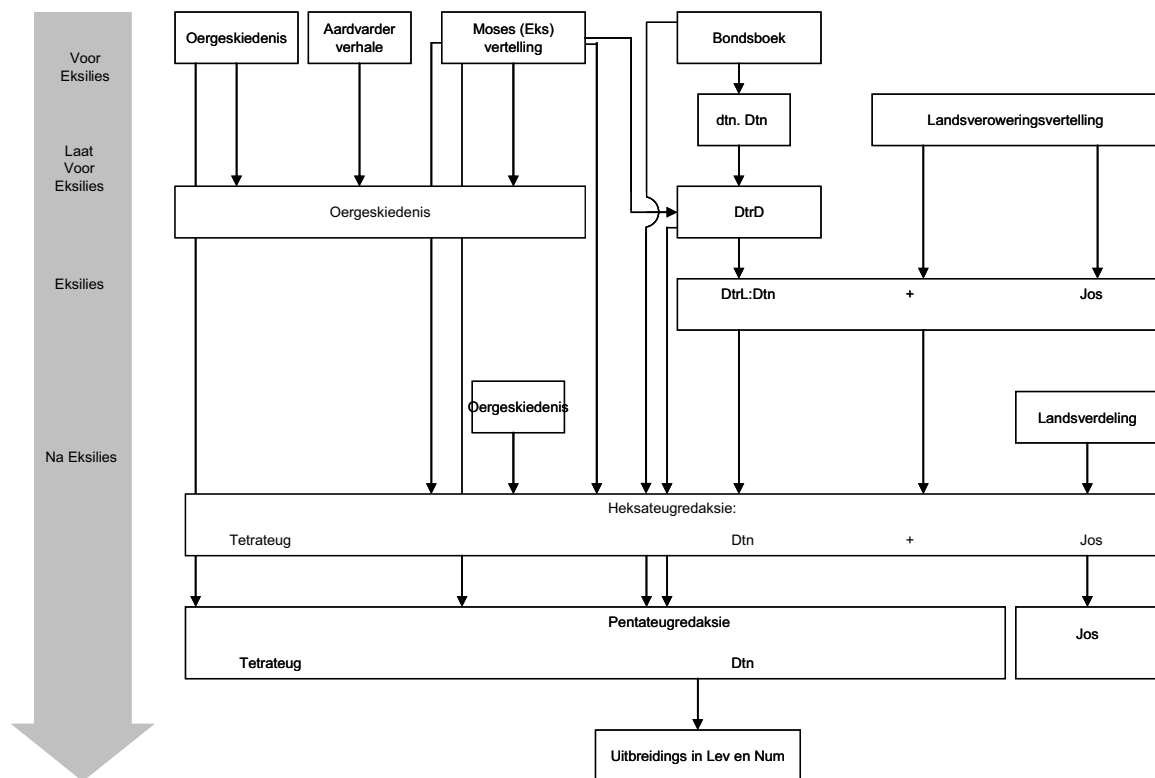 Oergeskiedenis
Aardvarder
verhale
Moses (Eks)
vertelling
Bondsboek
Voor
Eksilies
dtn. Dtn
Landsveroweringsvertelling
Laat
Voor
Eksilies
Oergeskiedenis
DtrD
Eksilies
DtrL:Dtn + Jos
Oergeskiedenis
Landsverdeling
Na Eksilies
Heksateugredaksie:
Tetrateug Dtn + Jos
Pentateugredaksie
Jos
Tetrateug Dtn
Uitbreidings in Lev en Num